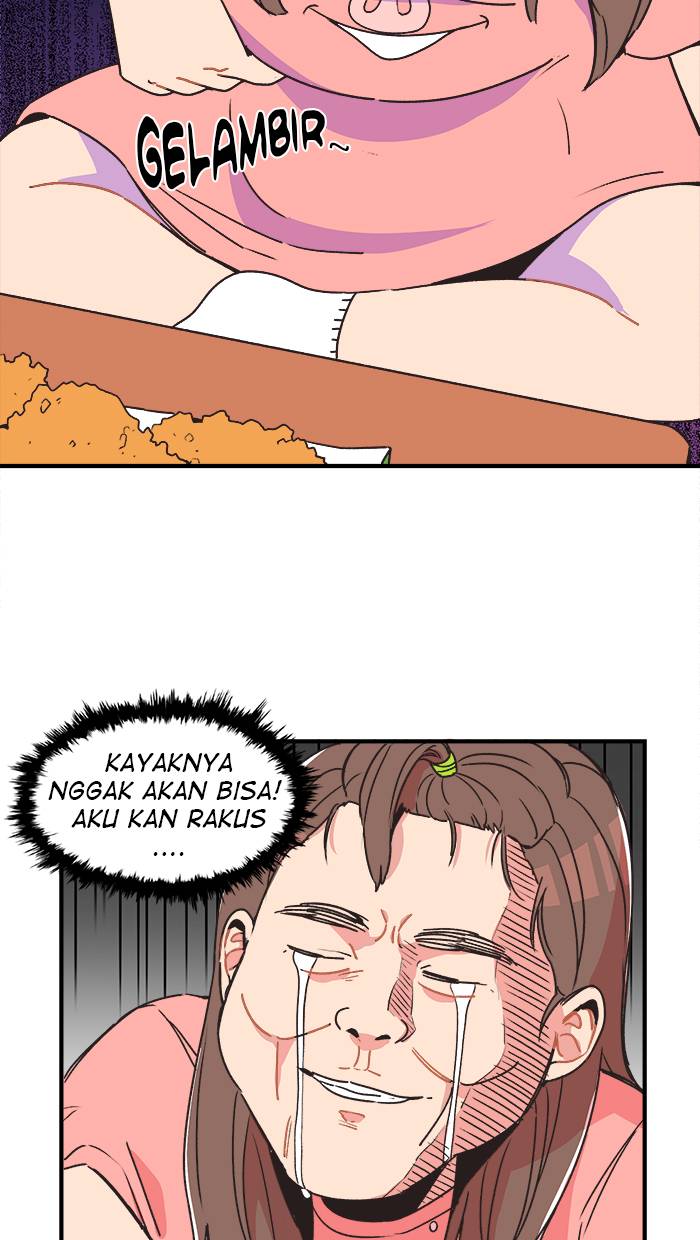 GELAMBIR~
KAYAKNYA
NGGAK AKAN BISA!
AKU KAN RAKUS
....